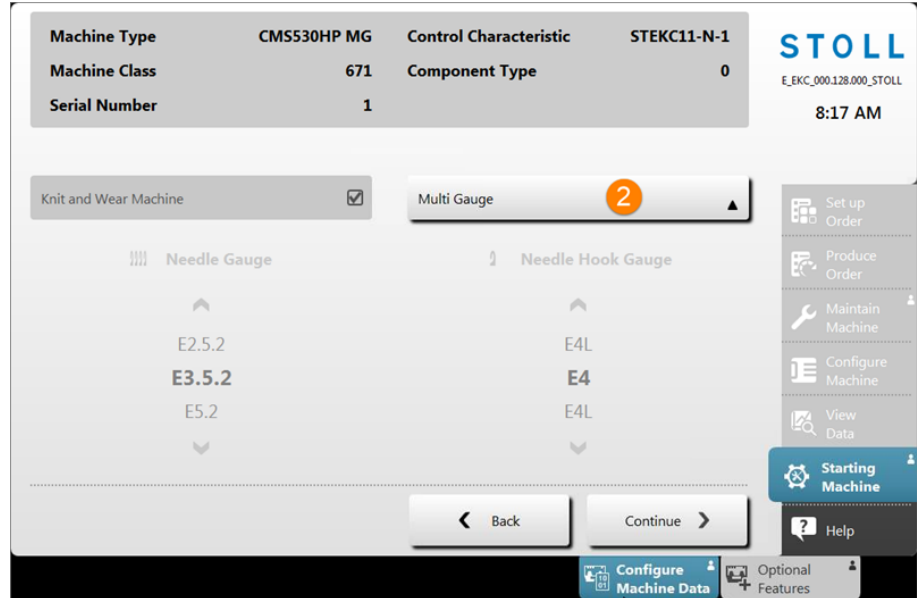 Machine Type CMS530HP MG Control Characteristic STEKC11-N-1
Machine Class 671 Component Type 0
Serial Number 1
STOLL
E_EKC_000.128.000_STOLL
8:17 AM
Knit and Wear Machine
Multi Gauge 2
Needle Gauge Needle Hook Gauge
E2.5.2 E4L
E3.5.2 E4
E5.2 E4L
Back Continue
Set up
Order
Produce
Order
Maintain
Machine
Configure
Machine
View
Data
Starting
Machine
Help
Configure
Machine Data
Optional
Features